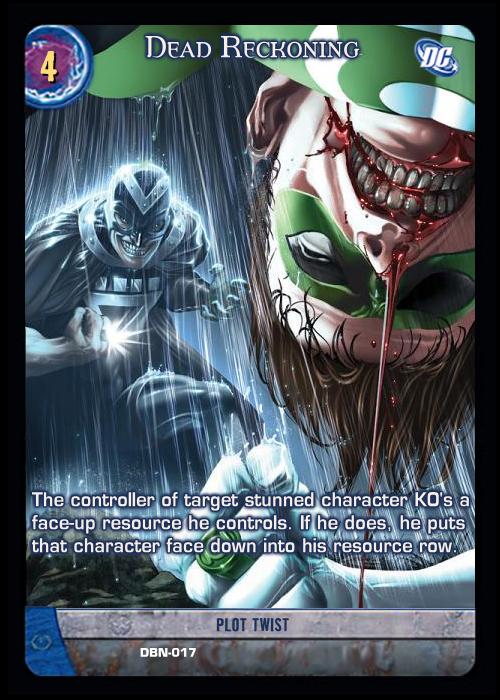 4
DEAD RECKONING
DC
The controller of target stunned character KO's a
face-up resource he controls. If he does, he puts
that character face down into his resource row.
PLOT TWIST
DBN-017